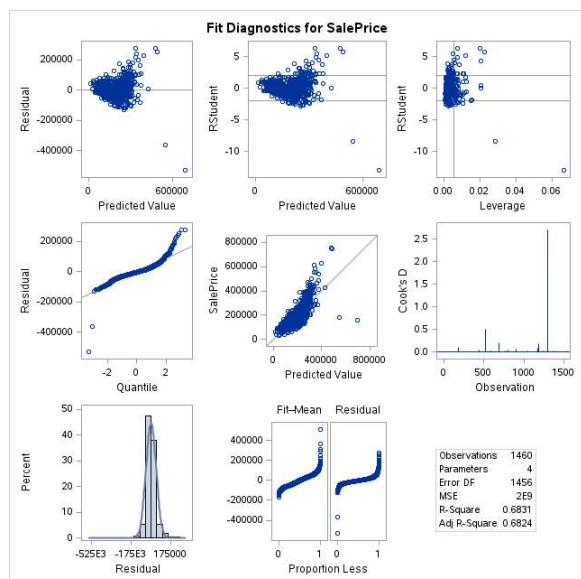 Fit Diagnostics for SalePrice
Residual
200000
0
-200000
-400000
0
600000
Predicted Value
RStudent
5
0
-5
-10
0
600000
Predicted Value
RStudent
5
0
-5
-10
0.00
0.02
0.04
0.06
Leverage
Residual
200000
0
-200000
-400000
-2
0
2
Quantile
SalePrice
800000
600000
400000
200000
0
0
400000
800000
Predicted Value
Cook's D
2.5
2.0
1.5
1.0
0.5
0.0
0
500
1000
1500
Observation
Percent
50
40
30
20
10
0
-525E3
-175E3
175000
Residual
Fit–Mean
Residual
400000
200000
0
-200000
-400000
0
1
0
1
Proportion Less
Observations 1460
Parameters 4
Error DF 1456
MSE 2E9
R-Square 0.6831
Adj R-Square 0.6824